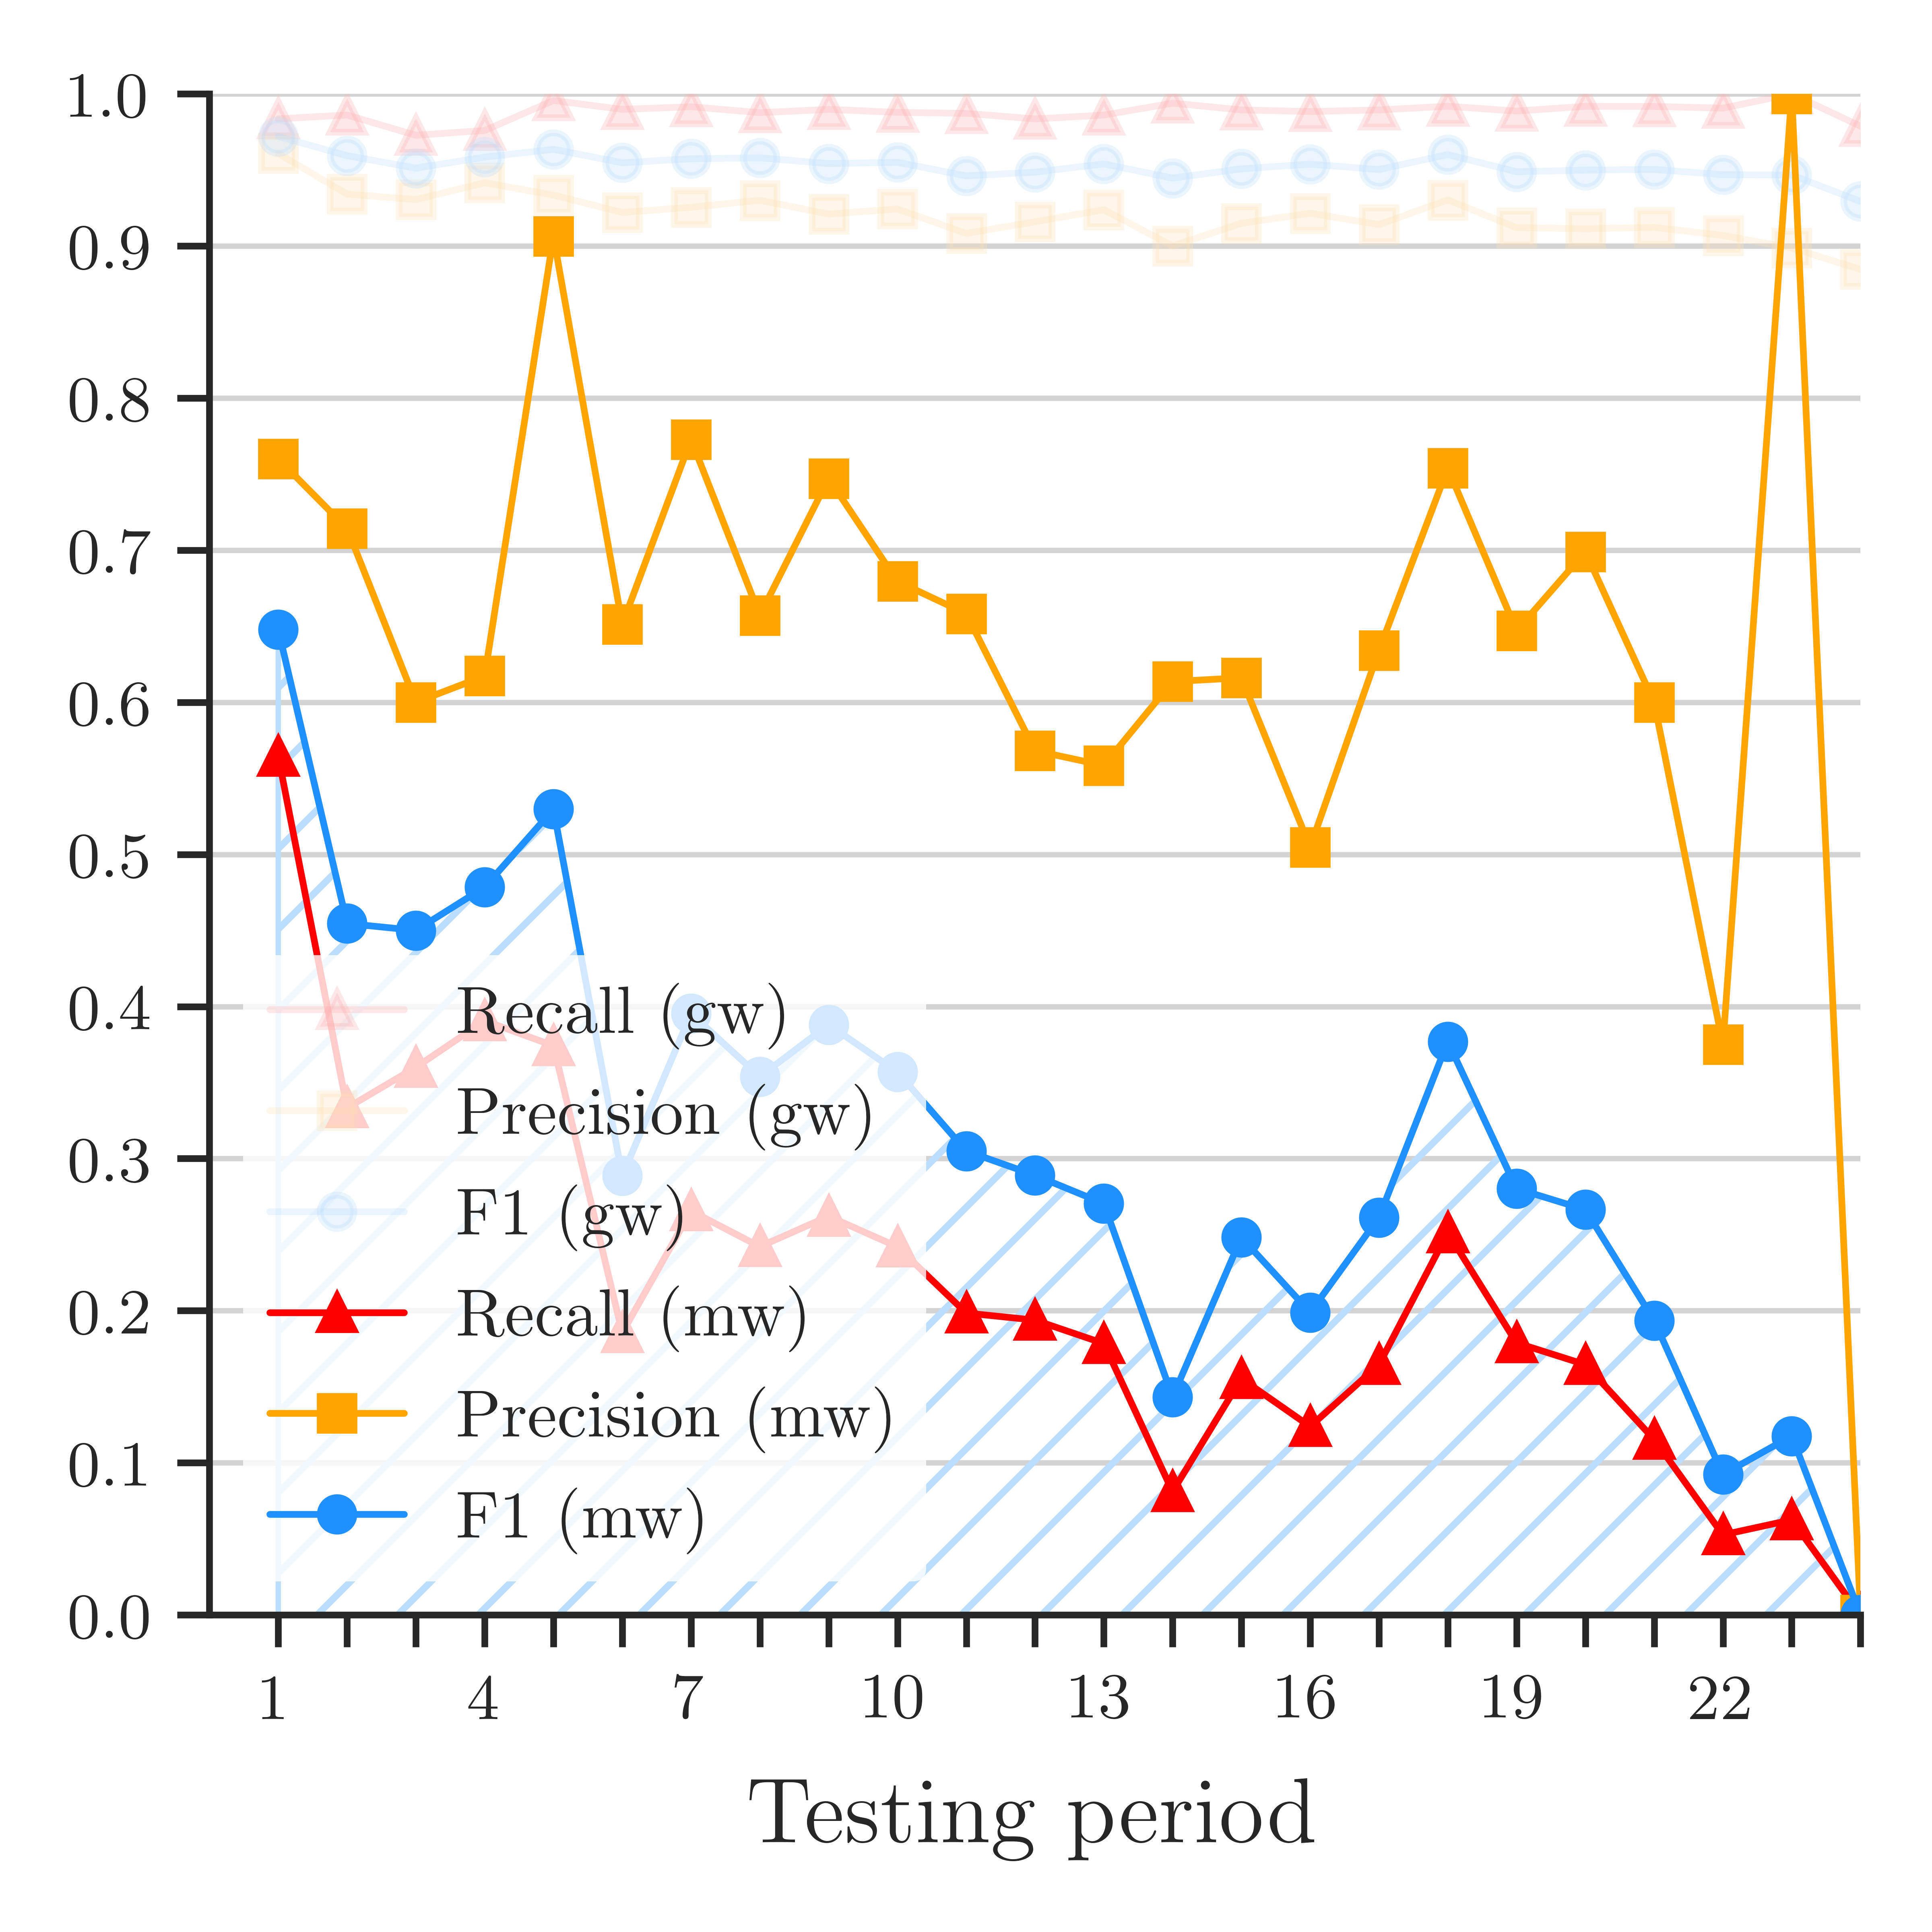 1.0
0.9
0.8
0.7
0.6
0.5
0.4
0.3
0.2
0.1
0.0
Recall (gw)
Precision (gw)
F1 (gw)
Recall (mw)
Precision (mw)
F1 (mw)
1 4 7 10 13 16 19 22
Testing period